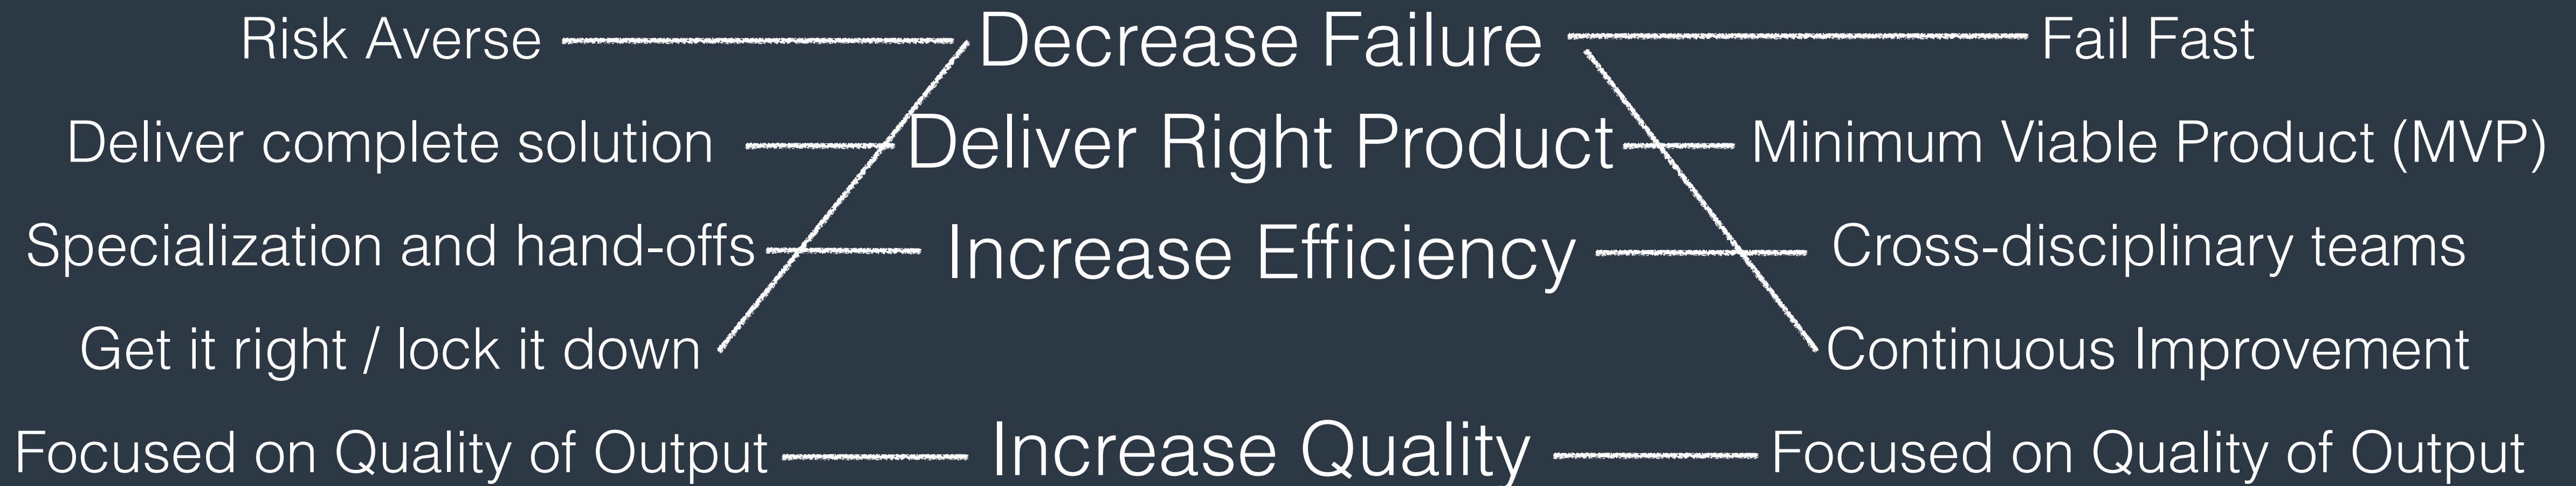 Risk Averse Decrease Failure Fail Fast
Deliver complete solution Deliver Right Product Minimum Viable Product (MVP)
Specialization and hand-offs Increase Efficiency Cross-disciplinary teams
Get it right / lock it down Continuous Improvement
Focused on Quality of Output Increase Quality Focused on Quality of Output